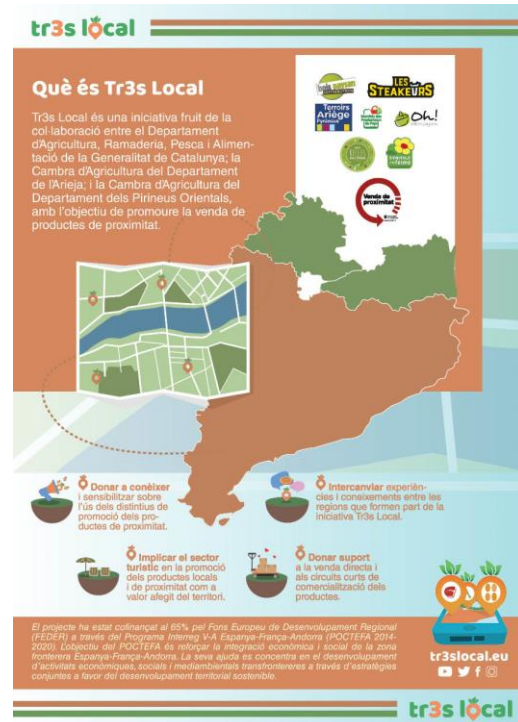 tr3s local
Què és Tr3s Local
Tr3s Local és una iniciativa fruit de la
col·laboració entre el Departament
d'Agricultura, Ramaderia, Pesca i Alimen-
tació de la Generalitat de Catalunya; la
Cambra d'Agricultura del Departament
de l'Arieja; i la Cambra d'Agricultura del
Departament dels Pirineus Orientals,
amb l'objectiu de promoure la venda de
productes de proximitat.
LES
STEAKEURS
Terroirs
Ariège
Pyrénées
Oh!
Bienvenue
à la ferme
Venda de
proximitat
Donar a conèixer
i sensibilitzar sobre
l'ús dels distintius de
promoció dels pro-
ductes de proximitat.
Intercanviar experièn-
cies i coneixements entre les
regions que formen part de la
iniciativa Tr3s Local.
Implicar el sector
turístic en la promoció
dels productes locals
i de proximitat com a
valor afegit del territori.
Donar suport
a la venda directa i
als circuits curts de
comercialització dels
productes.
El projecte ha estat cofinançat al 65% pel Fons Europeu de Desenvolupament Regional
(FEDER) a través del Programa Interreg V-A Espanya-França-Andorra (POCTEFA 2014-
2020). L'objectiu del POCTEFA és reforçar la integració econòmica i social de la zona
fronterera Espanya-França-Andorra. La seva ajuda es concentra en el desenvolupament
d'activitats econòmiques, socials i mediambientals transfrontereres a través d'estratègies
conjuntes a favor del desenvolupament territorial sostenible.
tr3slocal.eu
tr3s local